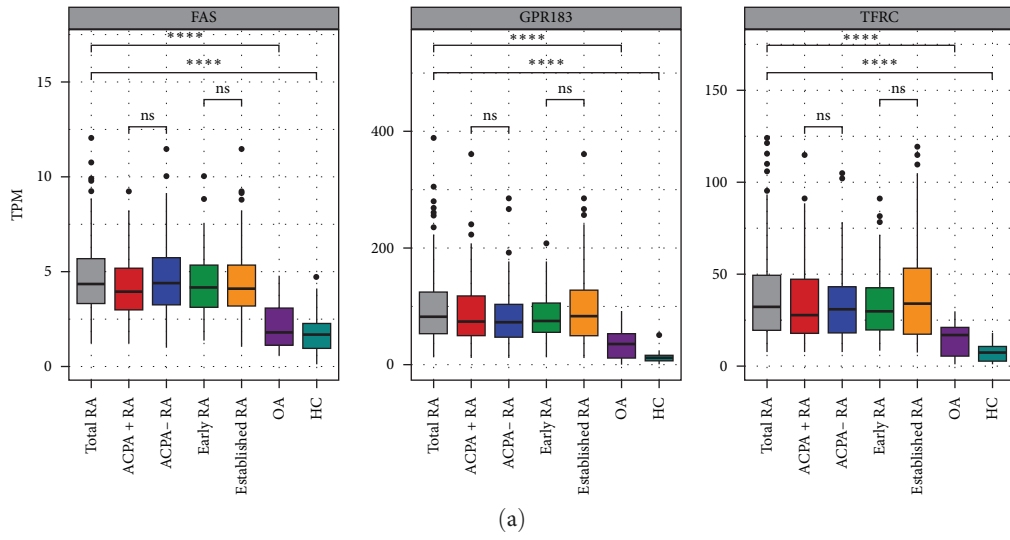 FAS
GPR183
TFRC
****
****
ns
ns
15
10
5
0
TPM
Total RA
ACPA + RA
ACPA− RA
Early RA
Established RA
OA
HC
****
****
ns
ns
400
200
0
Total RA
ACPA + RA
ACPA− RA
Early RA
Established RA
OA
HC
****
****
ns
ns
150
100
50
0
Total RA
ACPA + RA
ACPA− RA
Early RA
Established RA
OA
HC
(a)